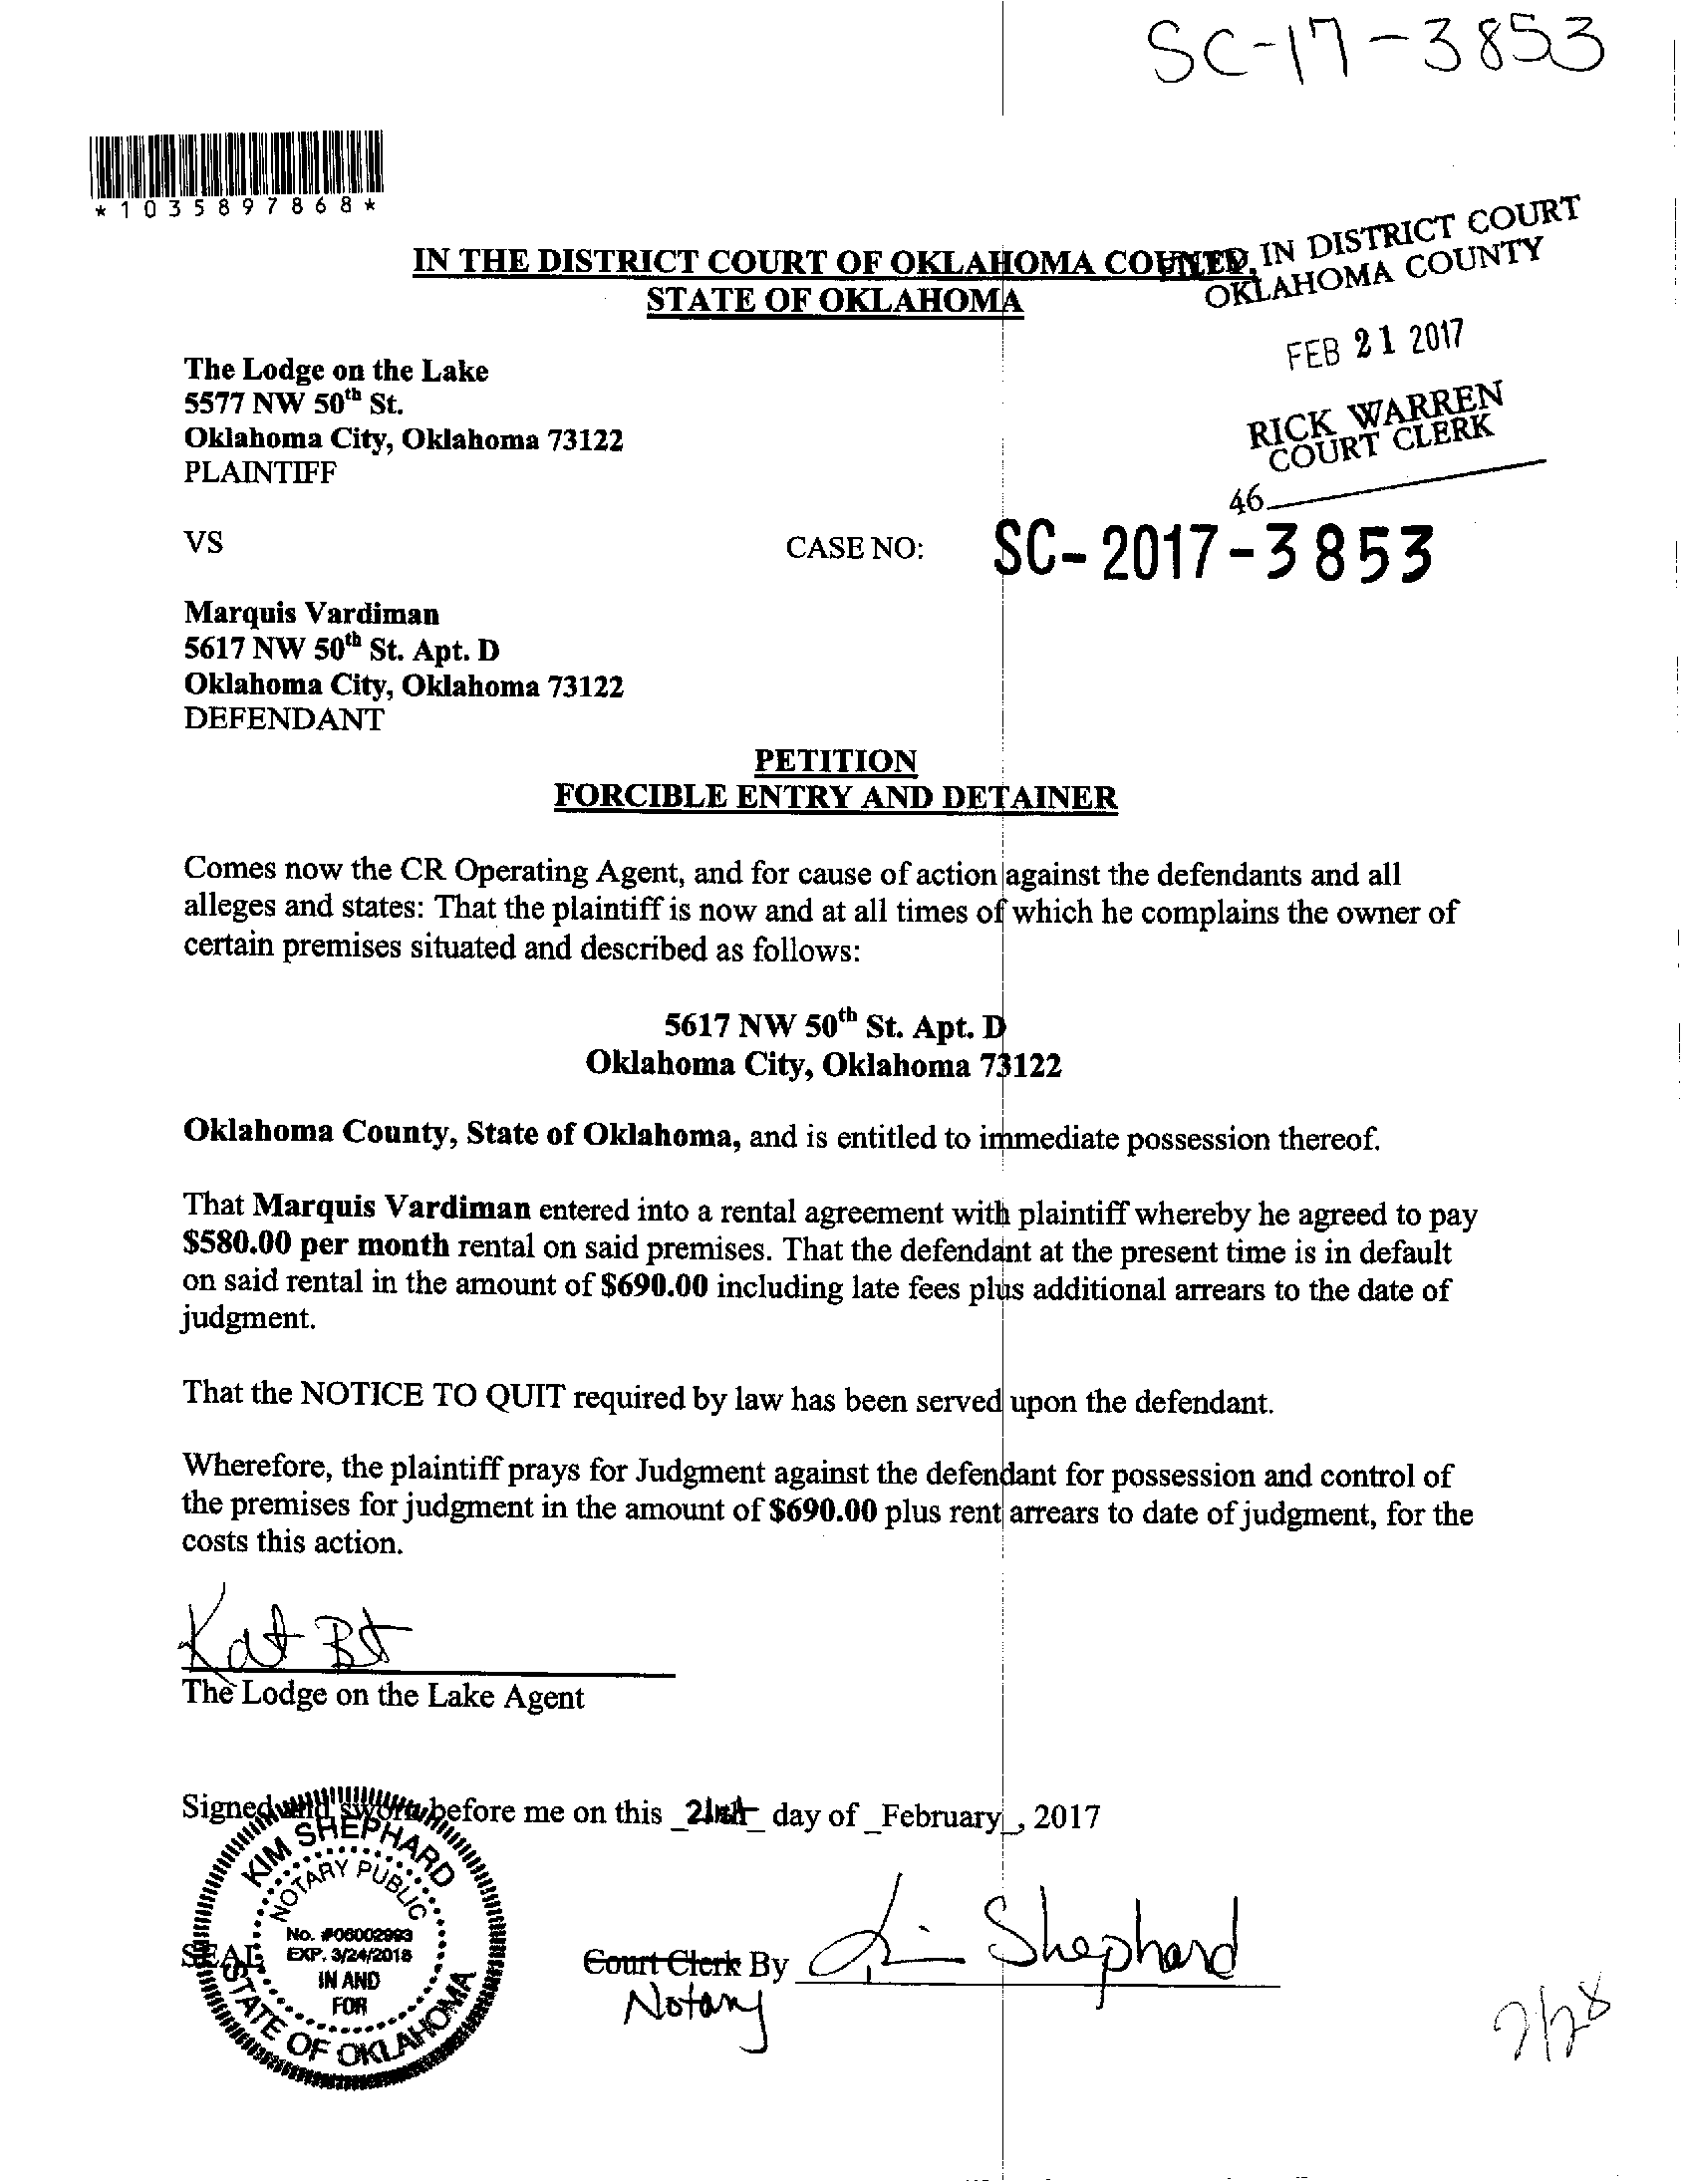 SC-17-3853
*1035897868*
IN THE DISTRICT COURT OF OKLAHOMA COUNTY,
STATE OF OKLAHOMA
FILED IN DISTRICT COURT
OKLAHOMA COUNTY
FEB 21 2017
RICK WARREN
COURT CLERK
46
The Lodge on the Lake
5577 NW 50th St.
Oklahoma City, Oklahoma 73122
PLAINTIFF
VS
CASE NO: SC-2017-3853
Marquis Vardiman
5617 NW 50th St. Apt. D
Oklahoma City, Oklahoma 73122
DEFENDANT
PETITION
FORCIBLE ENTRY AND DETAINER
Comes now the CR Operating Agent, and for cause of action against the defendants and all
alleges and states: That the plaintiff is now and at all times of which he complains the owner of
certain premises situated and described as follows:
5617 NW 50th St. Apt. D
Oklahoma City, Oklahoma 73122
Oklahoma County, State of Oklahoma, and is entitled to immediate possession thereof.
That Marquis Vardiman entered into a rental agreement with plaintiff whereby he agreed to pay
$580.00 per month rental on said premises. That the defendant at the present time is in default
on said rental in the amount of $690.00 including late fees plus additional arrears to the date of
judgment.
That the NOTICE TO QUIT required by law has been served upon the defendant.
Wherefore, the plaintiff prays for Judgment against the defendant for possession and control of
the premises for judgment in the amount of $690.00 plus rent arrears to date of judgment, for the
costs this action.
Kat
The Lodge on the Lake Agent
Signed and sworn before me on this _21st_ day of _February_, 2017
KIM SHEPHARD
NOTARY PUBLIC
No. #06002993
EXP. 3/24/2018
IN AND
FOR
STATE OF OKLAHOMA
SEAL
Court Clerk By Kim Shephard
Notary
2/28